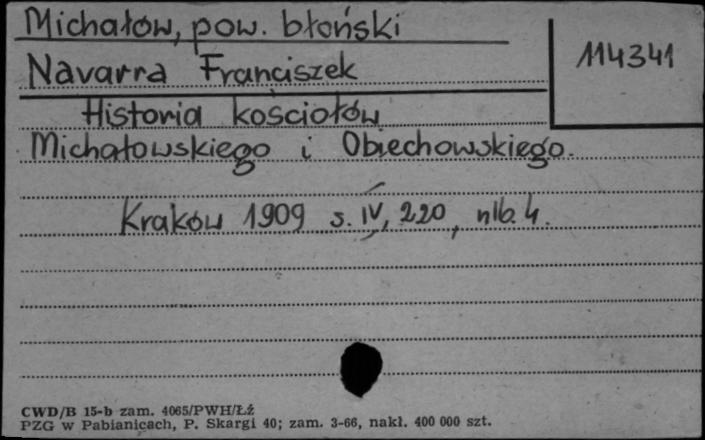 Michałów, pow. błoński
114341
Navarra Franciszek
Historia kościołów
Michałowskiego i Obiechowskiego.
Kraków 1909 s. IV, 220, nlb. 4.
CWD/B 15-b zam. 4065/PWH/Łź
PZG w Pabianicach, P. Skargi 40; zam. 3-66, nakł. 400 000 szt.